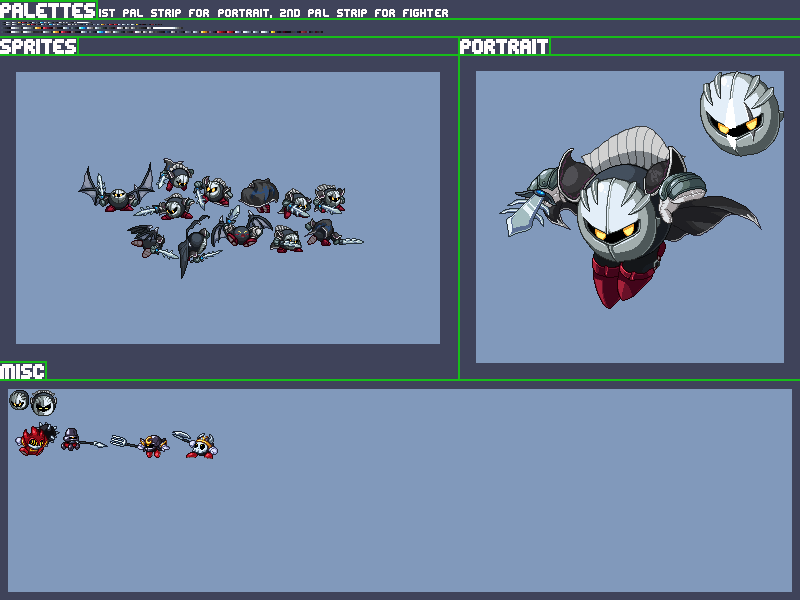 PALETTES 1ST PAL STRIP FOR PORTRAIT, 2ND PAL STRIP FOR FIGHTER
SPRITES
PORTRAIT
MISC